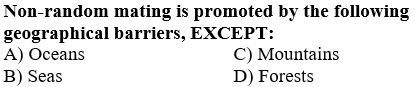 Non-random mating is promoted by the following
geographical barriers, EXCEPT:
A) Oceans C) Mountains
B) Seas D) Forests